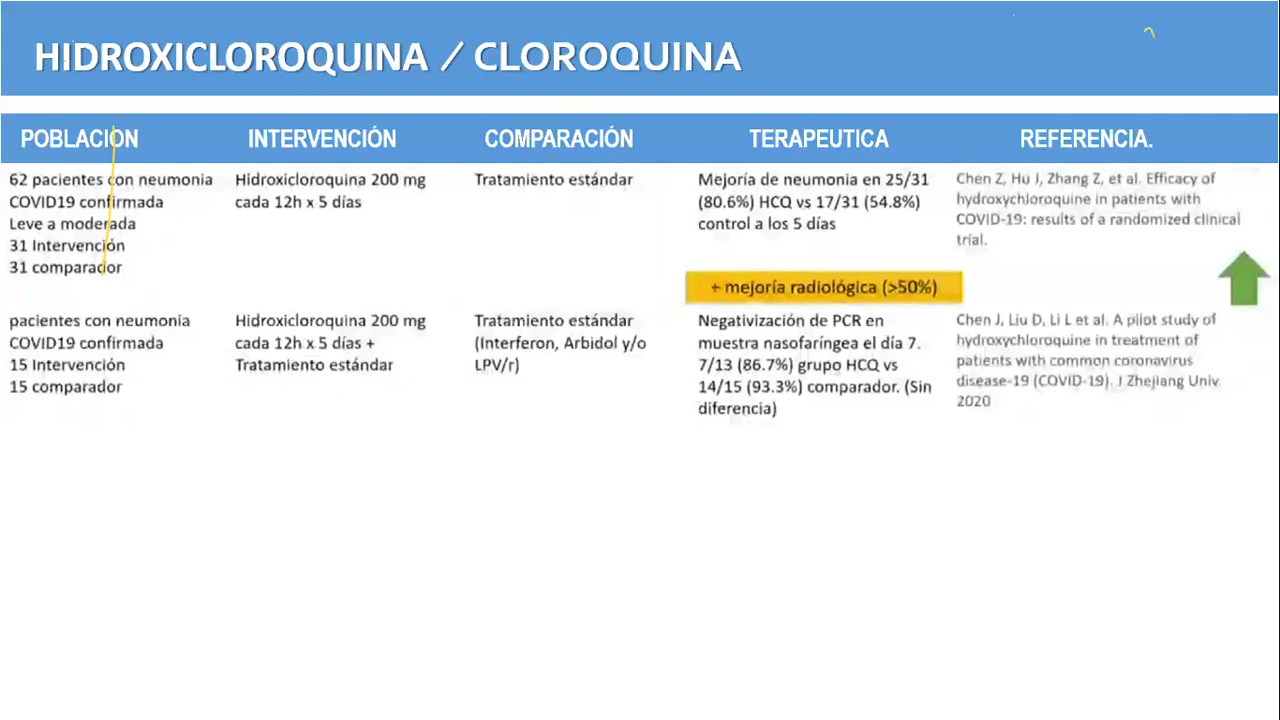 HIDROXICLOROQUINA / CLOROQUINA
POBLACION INTERVENCIÓN COMPARACIÓN TERAPEUTICA REFERENCIA.
62 pacientes con neumonia
COVID19 confirmada
Leve a moderada
31 Intervención
31 comparador
Hidroxicloroquina 200 mg
cada 12h x 5 días
Tratamiento estándar
Mejoría de neumonia en 25/31
(80.6%) HCQ vs 17/31 (54.8%)
control a los 5 días
+ mejoría radiológica (>50%)
Chen Z, Hu J, Zhang Z, et al. Efficacy of
hydroxychloroquine in patients with
COVID-19: results of a randomized clinical
trial.
pacientes con neumonia
COVID19 confirmada
15 Intervención
15 comparador
Hidroxicloroquina 200 mg
cada 12h x 5 días +
Tratamiento estándar
Tratamiento estándar
(Interferon, Arbidol y/o
LPV/r)
Negativización de PCR en
muestra nasofaríngea el día 7.
7/13 (86.7%) grupo HCQ vs
14/15 (93.3%) comparador. (Sin
diferencia)
Chen J, Liu D, Li L et al. A pilot study of
hydroxychloroquine in treatment of
patients with common coronavirus
disease-19 (COVID-19). J Zhejiang Univ.
2020